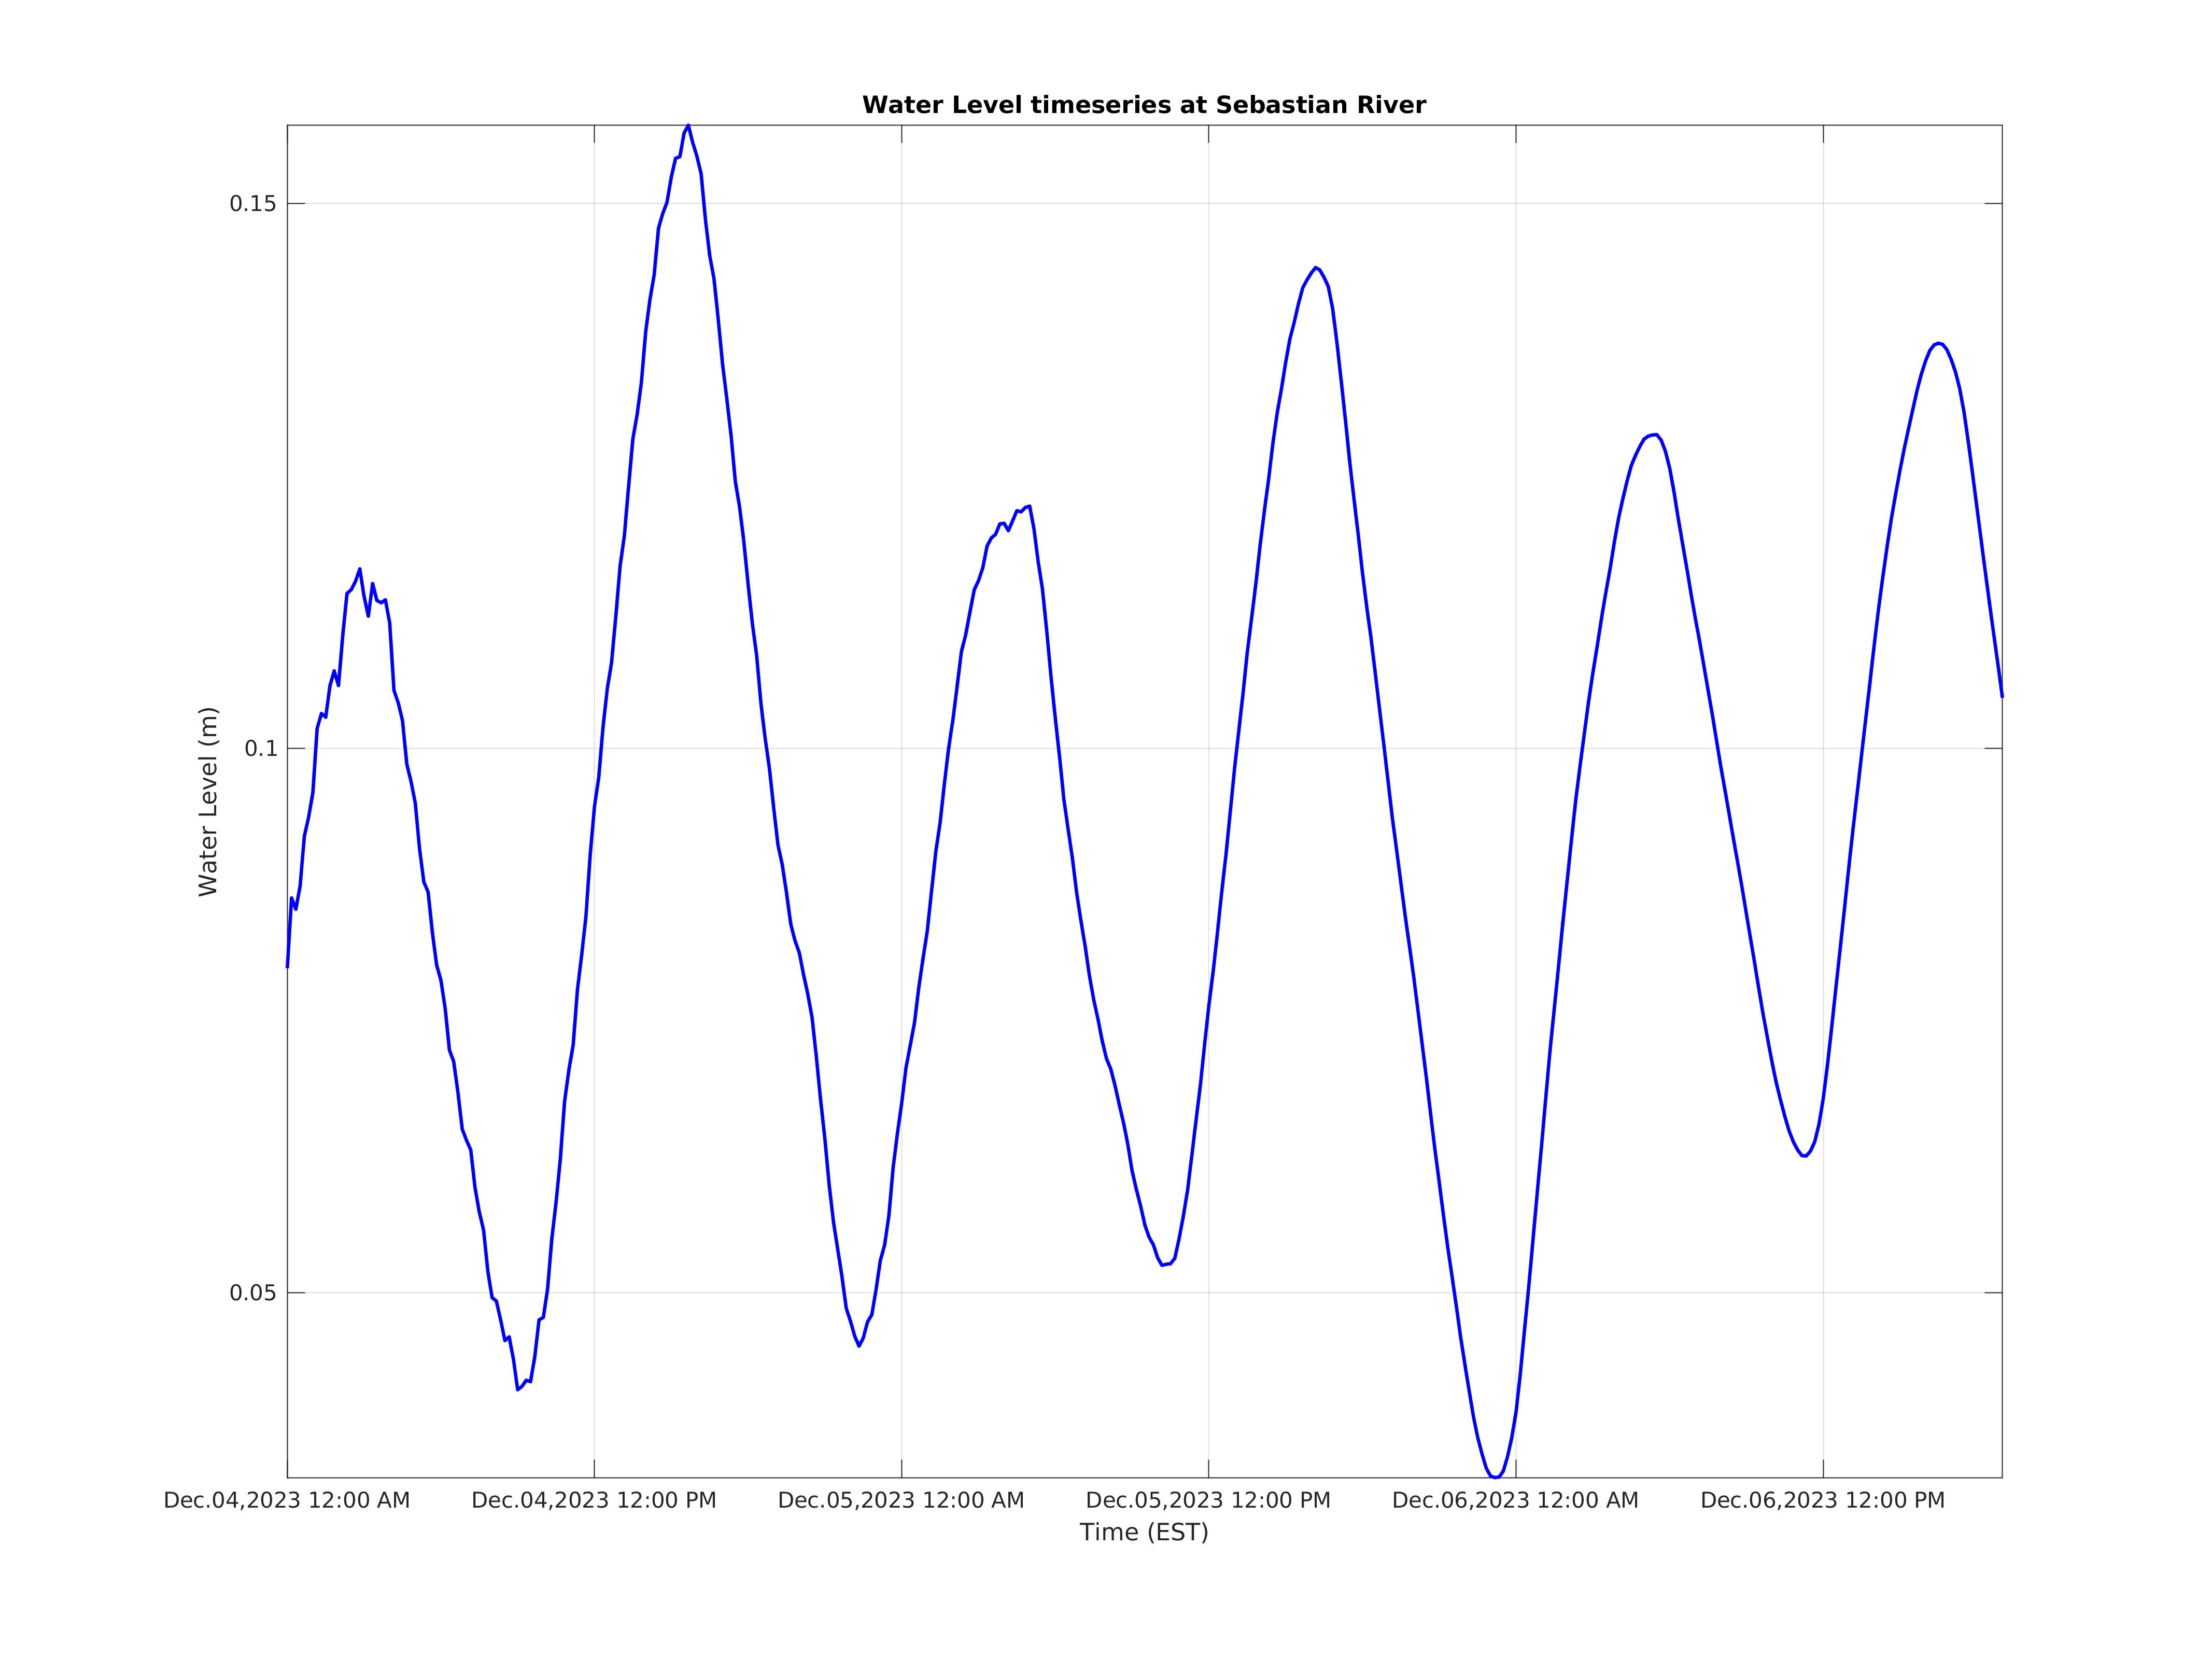 Water Level timeseries at Sebastian River
0.15
0.1
0.05
Water Level (m)
Dec.04,2023 12:00 AM
Dec.04,2023 12:00 PM
Dec.05,2023 12:00 AM
Dec.05,2023 12:00 PM
Dec.06,2023 12:00 AM
Dec.06,2023 12:00 PM
Time (EST)